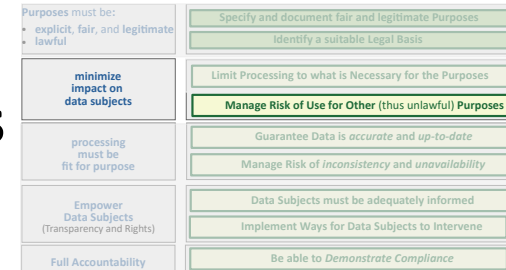 Purposes must be:
• explicit, fair, and legitimate
• lawful
Specify and document fair and legitimate Purposes
Identify a suitable Legal Basis
minimize
impact on
data subjects
Limit Processing to what is Necessary for the Purposes
Manage Risk of Use for Other (thus unlawful) Purposes
processing
must be
fit for purpose
Guarantee Data is accurate and up-to-date
Manage Risk of inconsistency and unavailability
Empower
Data Subjects
(Transparency and Rights)
Data Subjects must be adequately informed
Implement Ways for Data Subjects to Intervene
Full Accountability
Be able to Demonstrate Compliance